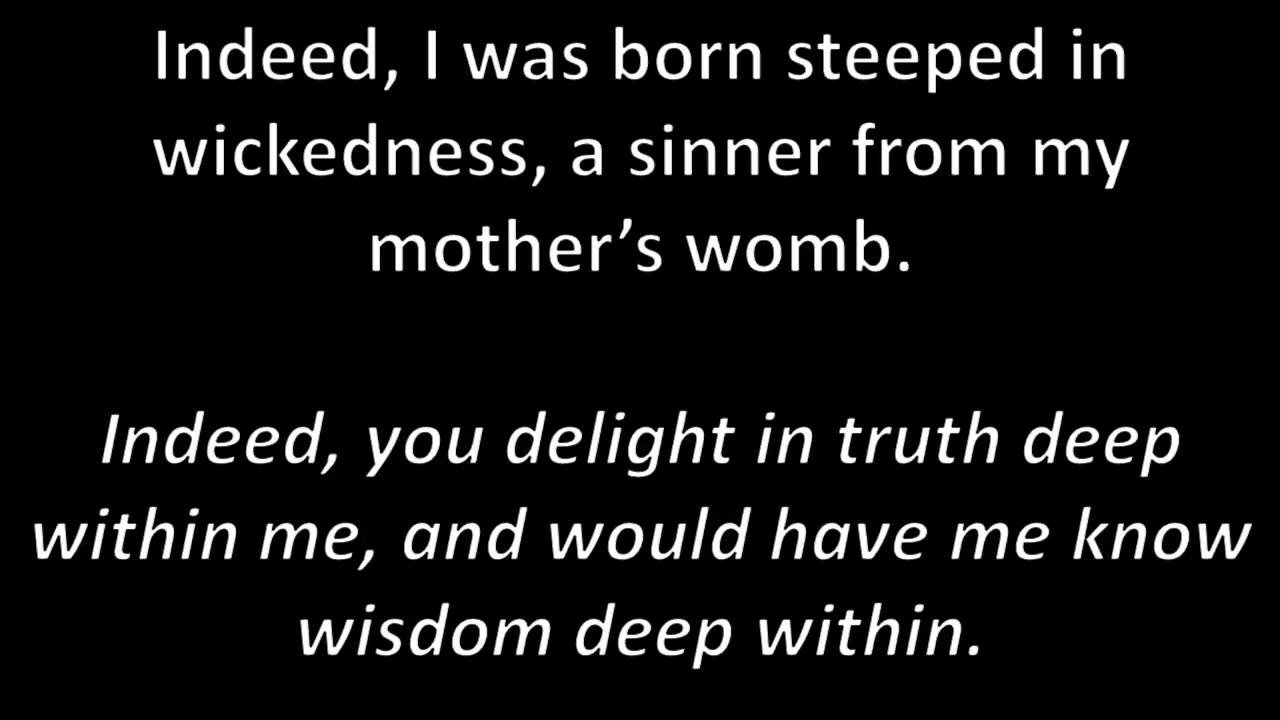 Indeed, I was born steeped in
wickedness, a sinner from my
mother’s womb.
Indeed, you delight in truth deep
within me, and would have me know
wisdom deep within.